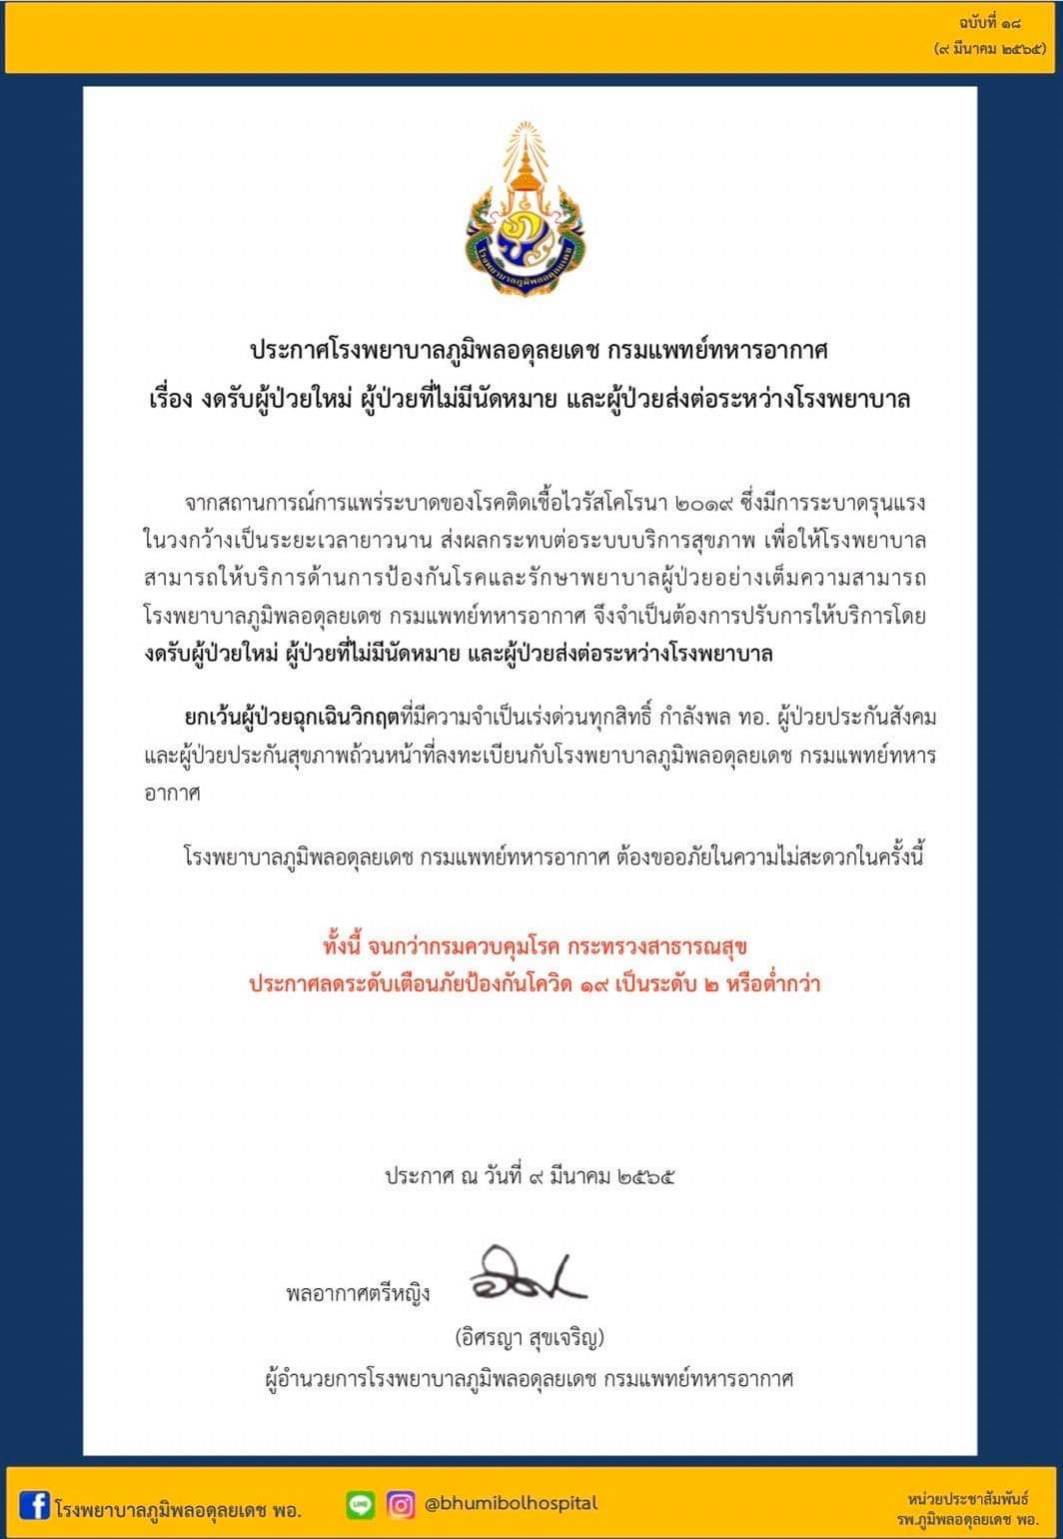 ฉบับที่ ๑๘
(๙ มีนาคม ๒๕๖๕)
โรงพยาบาลภูมิพลอดุลยเดช
ประกาศโรงพยาบาลภูมิพลอดุลยเดช กรมแพทย์ทหารอากาศ
เรื่อง งดรับผู้ป่วยใหม่ ผู้ป่วยที่ไม่มีนัดหมาย และผู้ป่วยส่งต่อระหว่างโรงพยาบาล
จากสถานการณ์การแพร่ระบาดของโรคติดเชื้อไวรัสโคโรนา ๒๐๑๙ ซึ่งมีการระบาดรุนแรง
ในวงกว้างเป็นระยะเวลายาวนาน ส่งผลกระทบต่อระบบบริการสุขภาพ เพื่อให้โรงพยาบาล
สามารถให้บริการด้านการป้องกันโรคและรักษาพยาบาลผู้ป่วยอย่างเต็มความสามารถ
โรงพยาบาลภูมิพลอดุลยเดช กรมแพทย์ทหารอากาศ จึงจำเป็นต้องการปรับการให้บริการโดย
งดรับผู้ป่วยใหม่ ผู้ป่วยที่ไม่มีนัดหมาย และผู้ป่วยส่งต่อระหว่างโรงพยาบาล
ยกเว้นผู้ป่วยฉุกเฉินวิกฤตที่มีความจำเป็นเร่งด่วนทุกสิทธิ์ กำลังพล ทอ. ผู้ป่วยประกันสังคม
และผู้ป่วยประกันสุขภาพถ้วนหน้าที่ลงทะเบียนกับโรงพยาบาลภูมิพลอดุลยเดช กรมแพทย์ทหาร
อากาศ
โรงพยาบาลภูมิพลอดุลยเดช กรมแพทย์ทหารอากาศ ต้องขออภัยในความไม่สะดวกในครั้งนี้
ทั้งนี้ จนกว่ากรมควบคุมโรค กระทรวงสาธารณสุข
ประกาศลดระดับเตือนภัยป้องกันโควิด ๑๙ เป็นระดับ ๒ หรือต่ำกว่า
ประกาศ ณ วันที่ ๙ มีนาคม ๒๕๖๕
พลอากาศตรีหญิง
(อิศรญา สุขเจริญ)
ผู้อำนวยการโรงพยาบาลภูมิพลอดุลยเดช กรมแพทย์ทหารอากาศ
โรงพยาบาลภูมิพลอดุลยเดช พอ.
LINE
@bhumibolhospital
หน่วยประชาสัมพันธ์
รพ.ภูมิพลอดุลยเดช พอ.